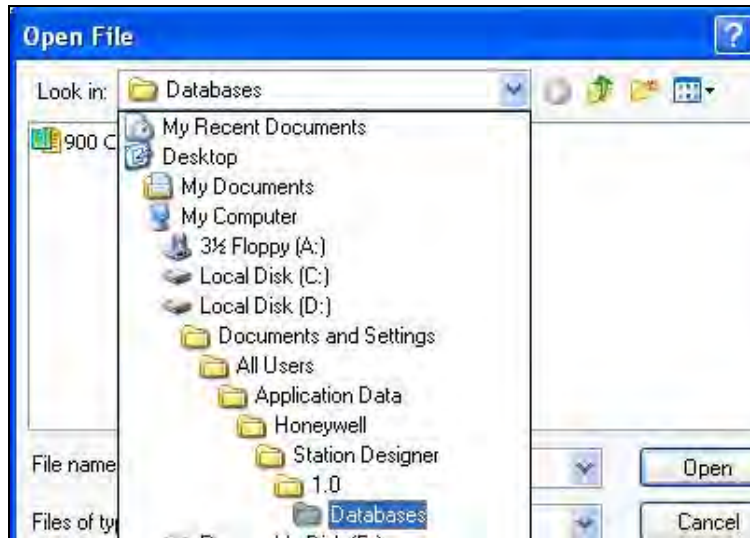 Open File
?
Look in: Databases
My Recent Documents
900 C
Desktop
My Documents
My Computer
3½ Floppy (A:)
Local Disk (C:)
Local Disk (D:)
Documents and Settings
All Users
Application Data
Honeywell
Station Designer
File name
Open
1.0
Databases
Files of ty
Cancel